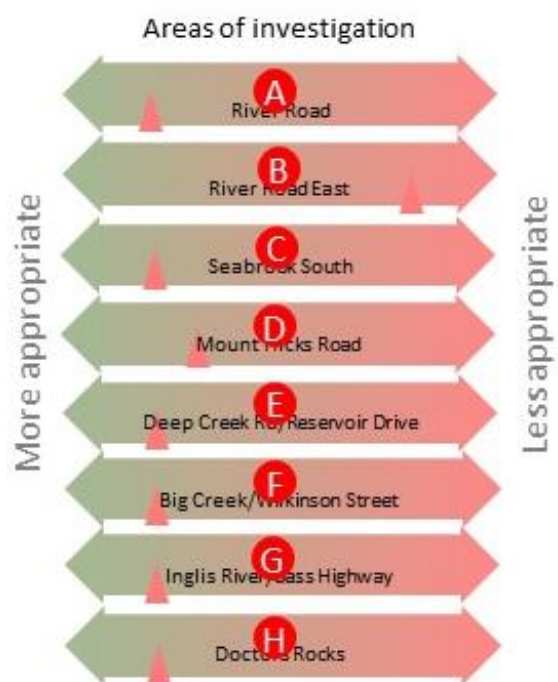 Areas of investigation
More appropriate
Less appropriate
A
River Road
B
River Road East
C
Seabrook South
D
Mount Hicks Road
E
Deep Creek Rd/Reservoir Drive
F
Big Creek/Wilkinson Street
G
Inglis River/Bass Highway
H
Doctors Rocks